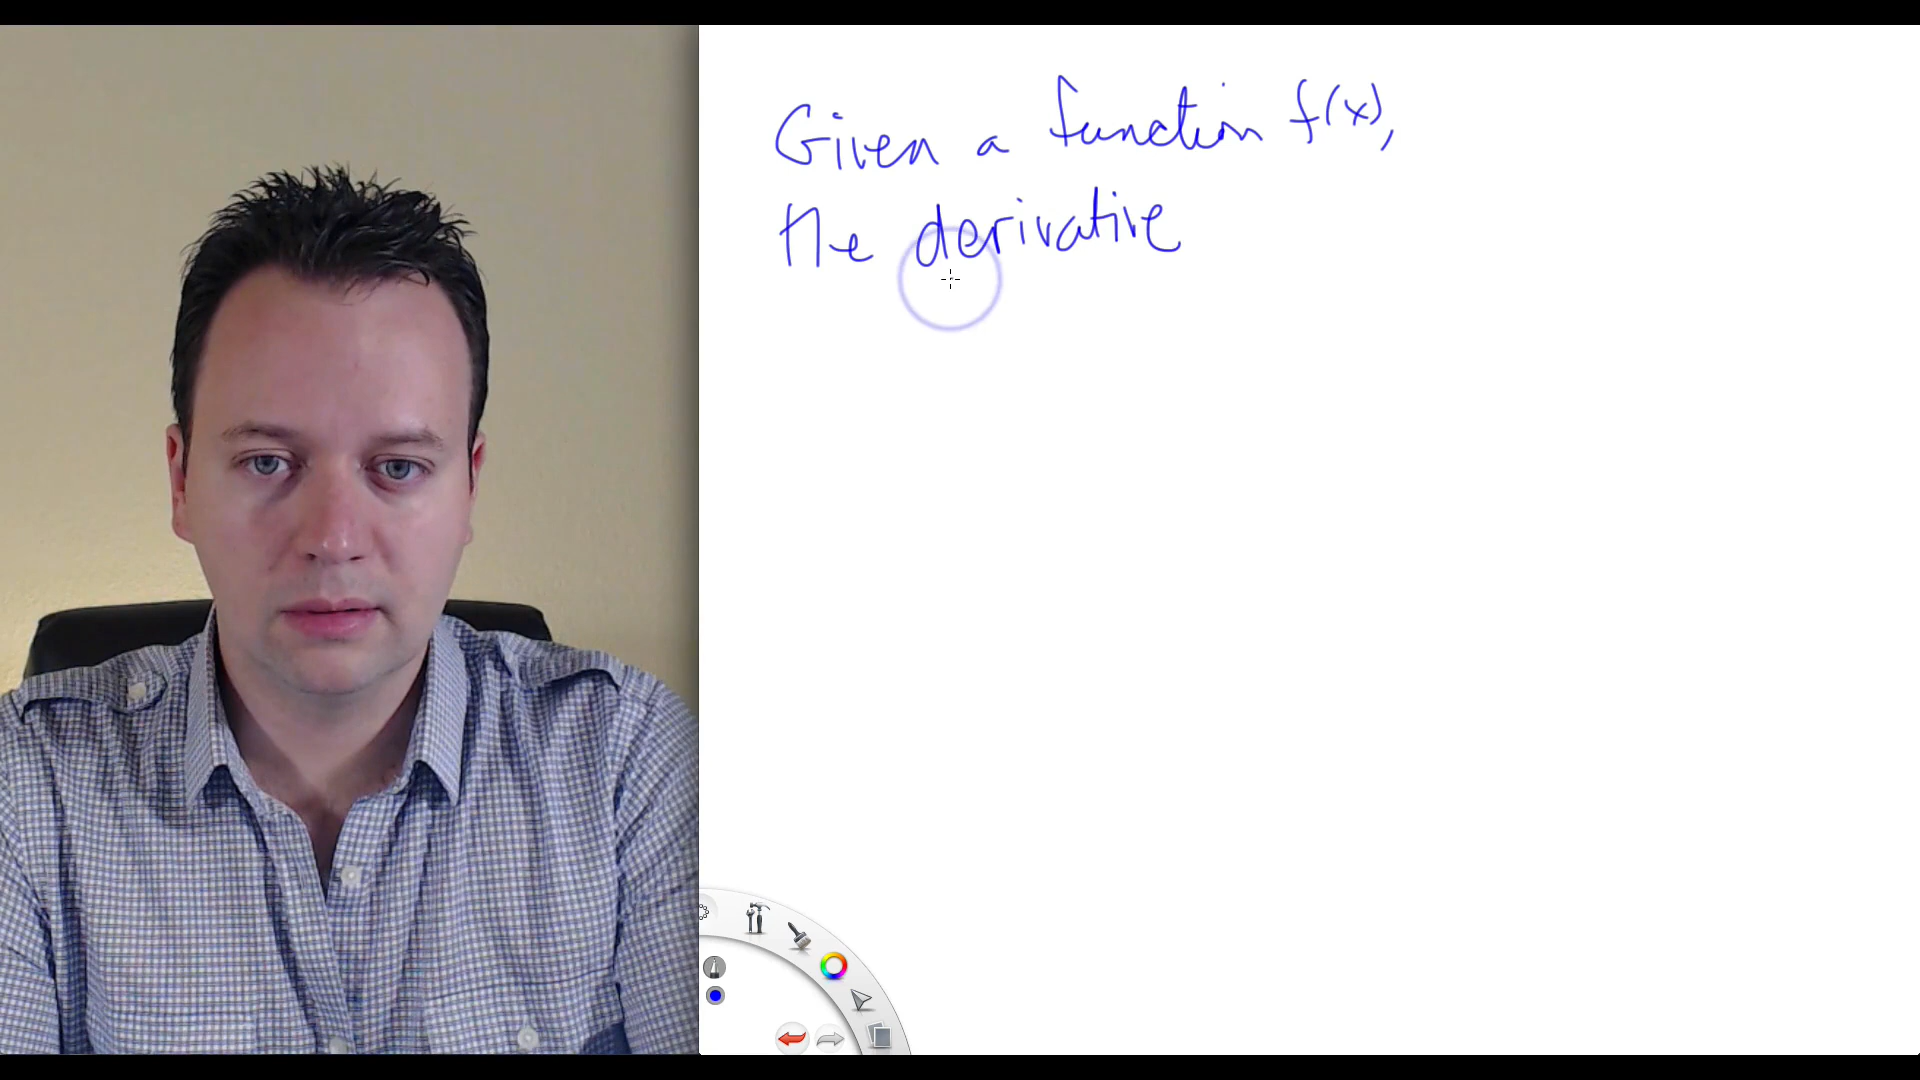 Given a function f(x),
the derivative